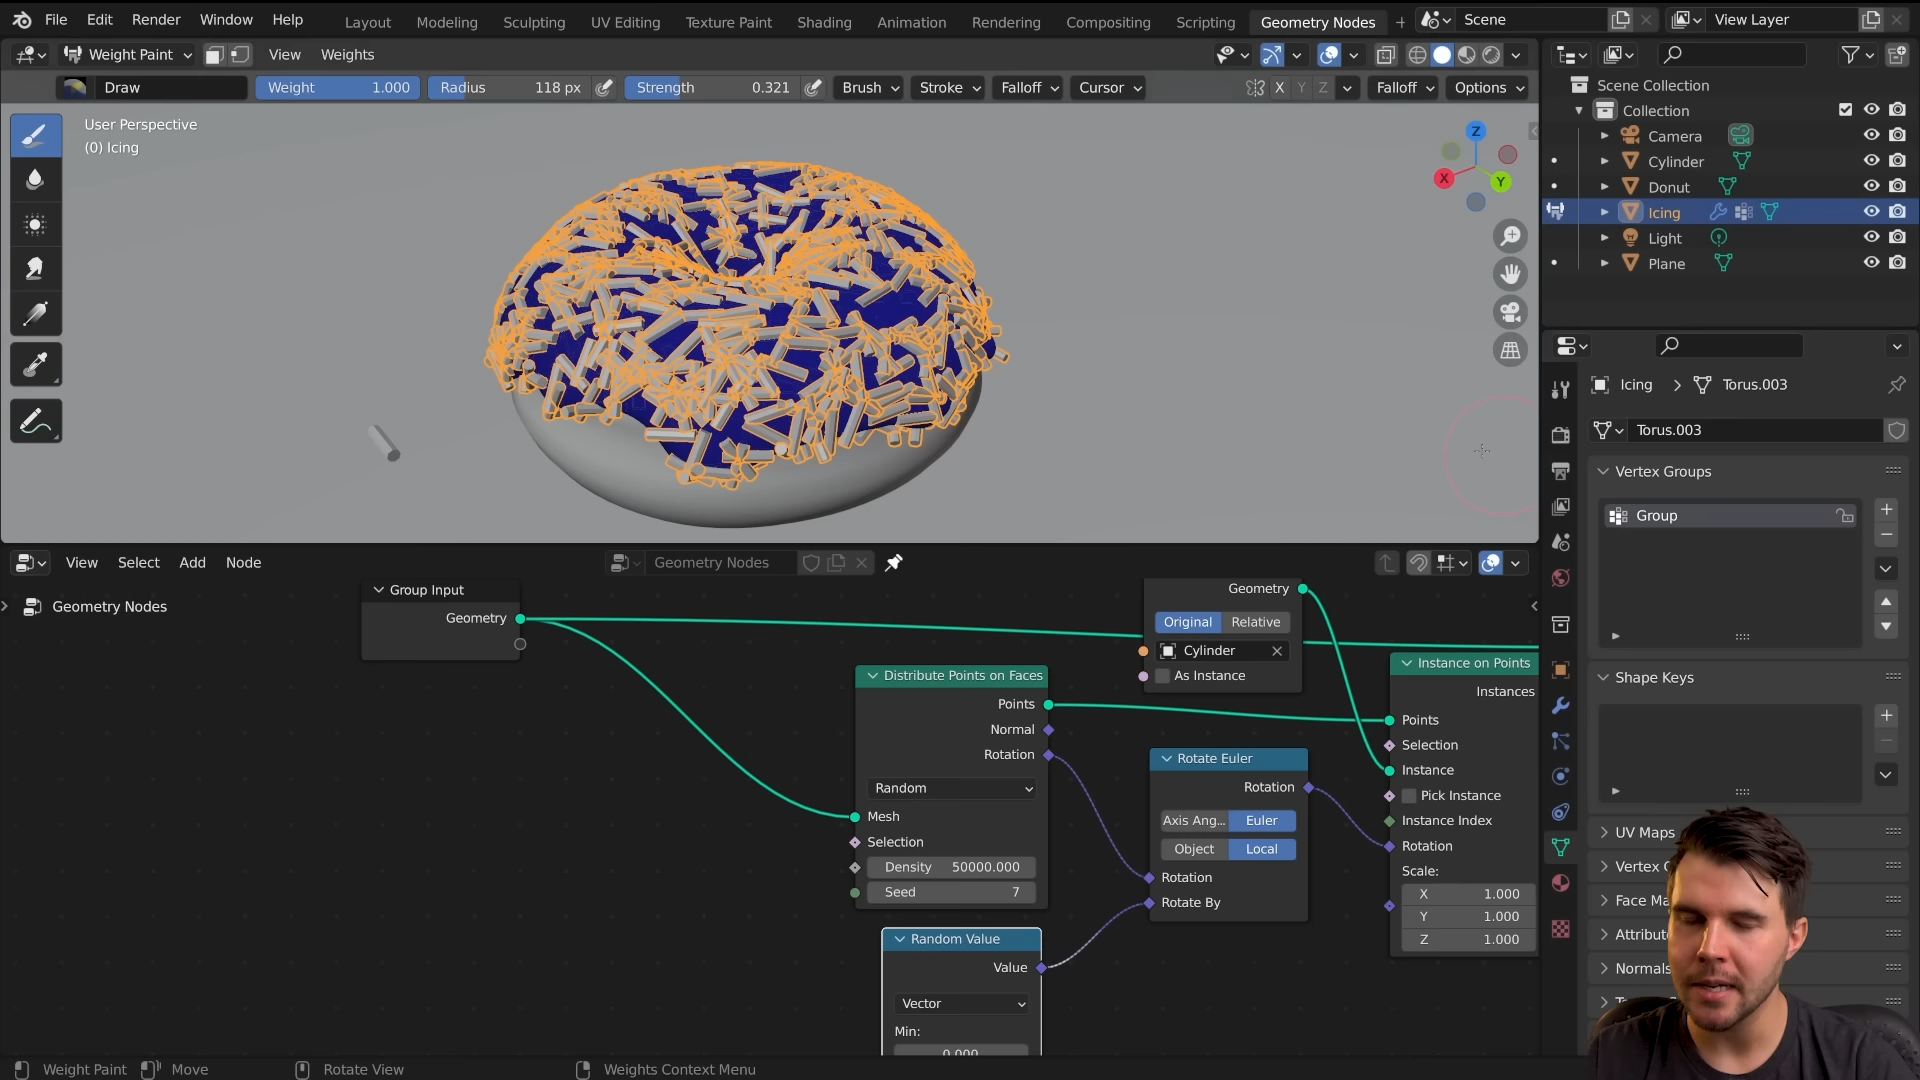 File Edit Render Window Help Layout Modeling Sculpting UV Editing Texture Paint Shading Animation Rendering Compositing Scripting Geometry Nodes + Scene View Layer
Weight Paint View Weights
Draw Weight 1.000 Radius 118 px Strength 0.321 Brush Stroke Falloff Cursor X Y Z Falloff Options
User Perspective
(0) Icing
Z
X
Y
Scene Collection
Collection
Camera
Cylinder
Donut
Icing
Light
Plane
Icing > Torus.003
Torus.003
Vertex Groups
Group
Shape Keys
UV Maps
Vertex
Face Ma
Attribut
Normals
View Select Add Node Geometry Nodes
Geometry Nodes
Group Input
Geometry
Geometry
Original Relative
Cylinder
As Instance
Distribute Points on Faces
Points
Normal
Rotation
Random
Mesh
Selection
Density 50000.000
Seed 7
Rotate Euler
Rotation
Axis Ang... Euler
Object Local
Rotation
Rotate By
Instance on Points
Instances
Points
Selection
Instance
Pick Instance
Instance Index
Rotation
Scale:
X 1.000
Y 1.000
Z 1.000
Random Value
Value
Vector
Min:
0.000
Weight Paint Move Rotate View Weights Context Menu